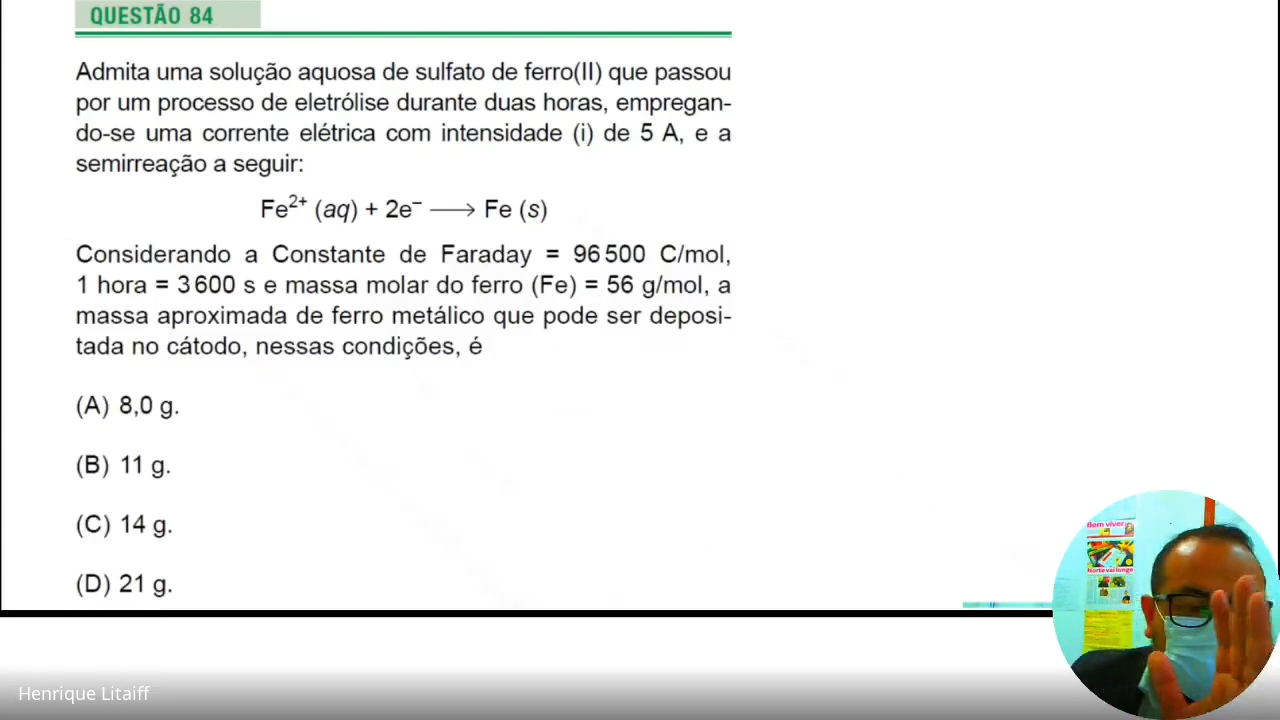 QUESTÃO 84
Admita uma solução aquosa de sulfato de ferro(II) que passou
por um processo de eletrólise durante duas horas, empregan-
do-se uma corrente elétrica com intensidade (i) de 5 A, e a
semirreação a seguir:
Fe²⁺ (aq) + 2e⁻ ⟶ Fe (s)
Considerando a Constante de Faraday = 96 500 C/mol,
1 hora = 3 600 s e massa molar do ferro (Fe) = 56 g/mol, a
massa aproximada de ferro metálico que pode ser deposi-
tada no cátodo, nessas condições, é
(A) 8,0 g.
(B) 11 g.
(C) 14 g.
(D) 21 g.
Bem viver
Norte vai longe
Henrique Litaiff